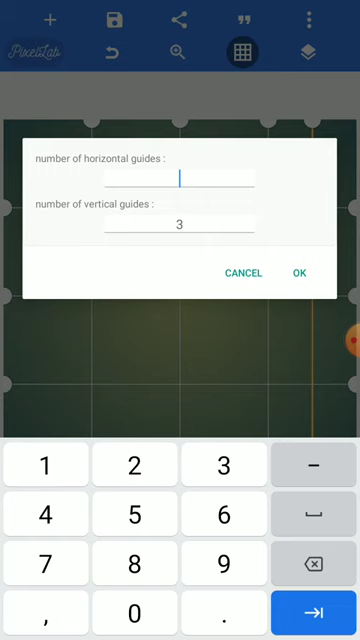 PixelLab
number of horizontal guides :
number of vertical guides :
3
CANCEL
OK
1 2 3 -
4 5 6
7 8 9
, 0 .